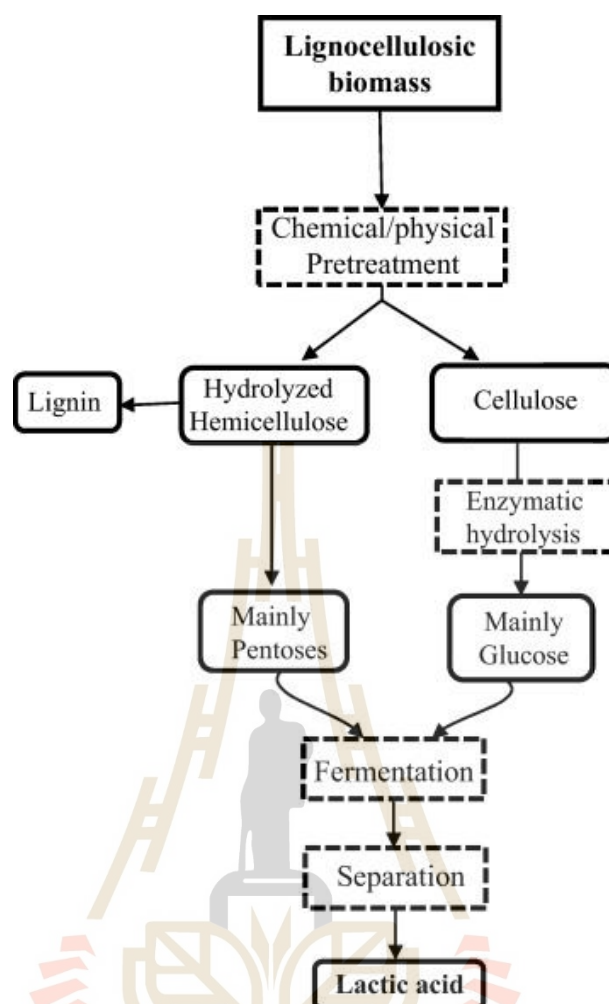 Lignocellulosic
biomass
Chemical/physical
Pretreatment
Lignin
Hydrolyzed
Hemicellulose
Cellulose
Enzymatic
hydrolysis
Mainly
Pentoses
Mainly
Glucose
Fermentation
Separation
Lactic acid